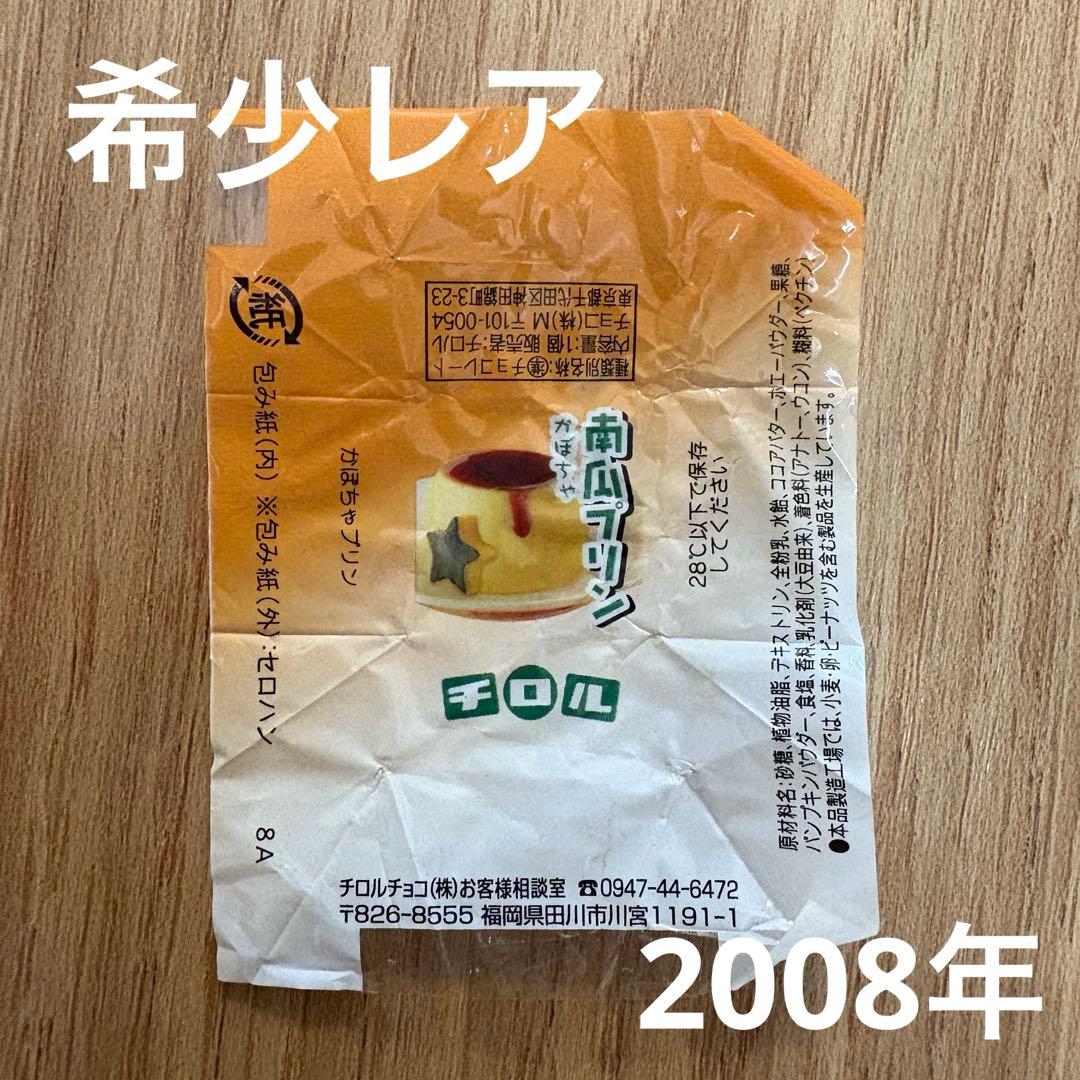 希少レア
種類別名称:準チョコレート
内容量:1個 販売者:チロル
チョコ(株)M 〒101-0054
東京都千代田区神田錦町3-23
紙
包み紙(内) ※包み紙(外):セロハン
8A
かぼちゃプリン
南瓜プリン
かぼちゃ
28℃以下で保存
してください
原材料名:砂糖、植物油脂、デキストリン、全粉乳、水飴、ココアバター、ホエーパウダー、果糖、
パンプキンパウダー、食塩、香料、乳化剤(大豆由来)、着色料(アナトー、ウコン)、糊料(ペクチン)
●本品製造工場では、小麦・卵・ピーナッツを含む製品を生産しています。
チロル
チロルチョコ(株)お客様相談室 ☎0947-44-6472
〒826-8555 福岡県田川市川宮1191-1
2008年